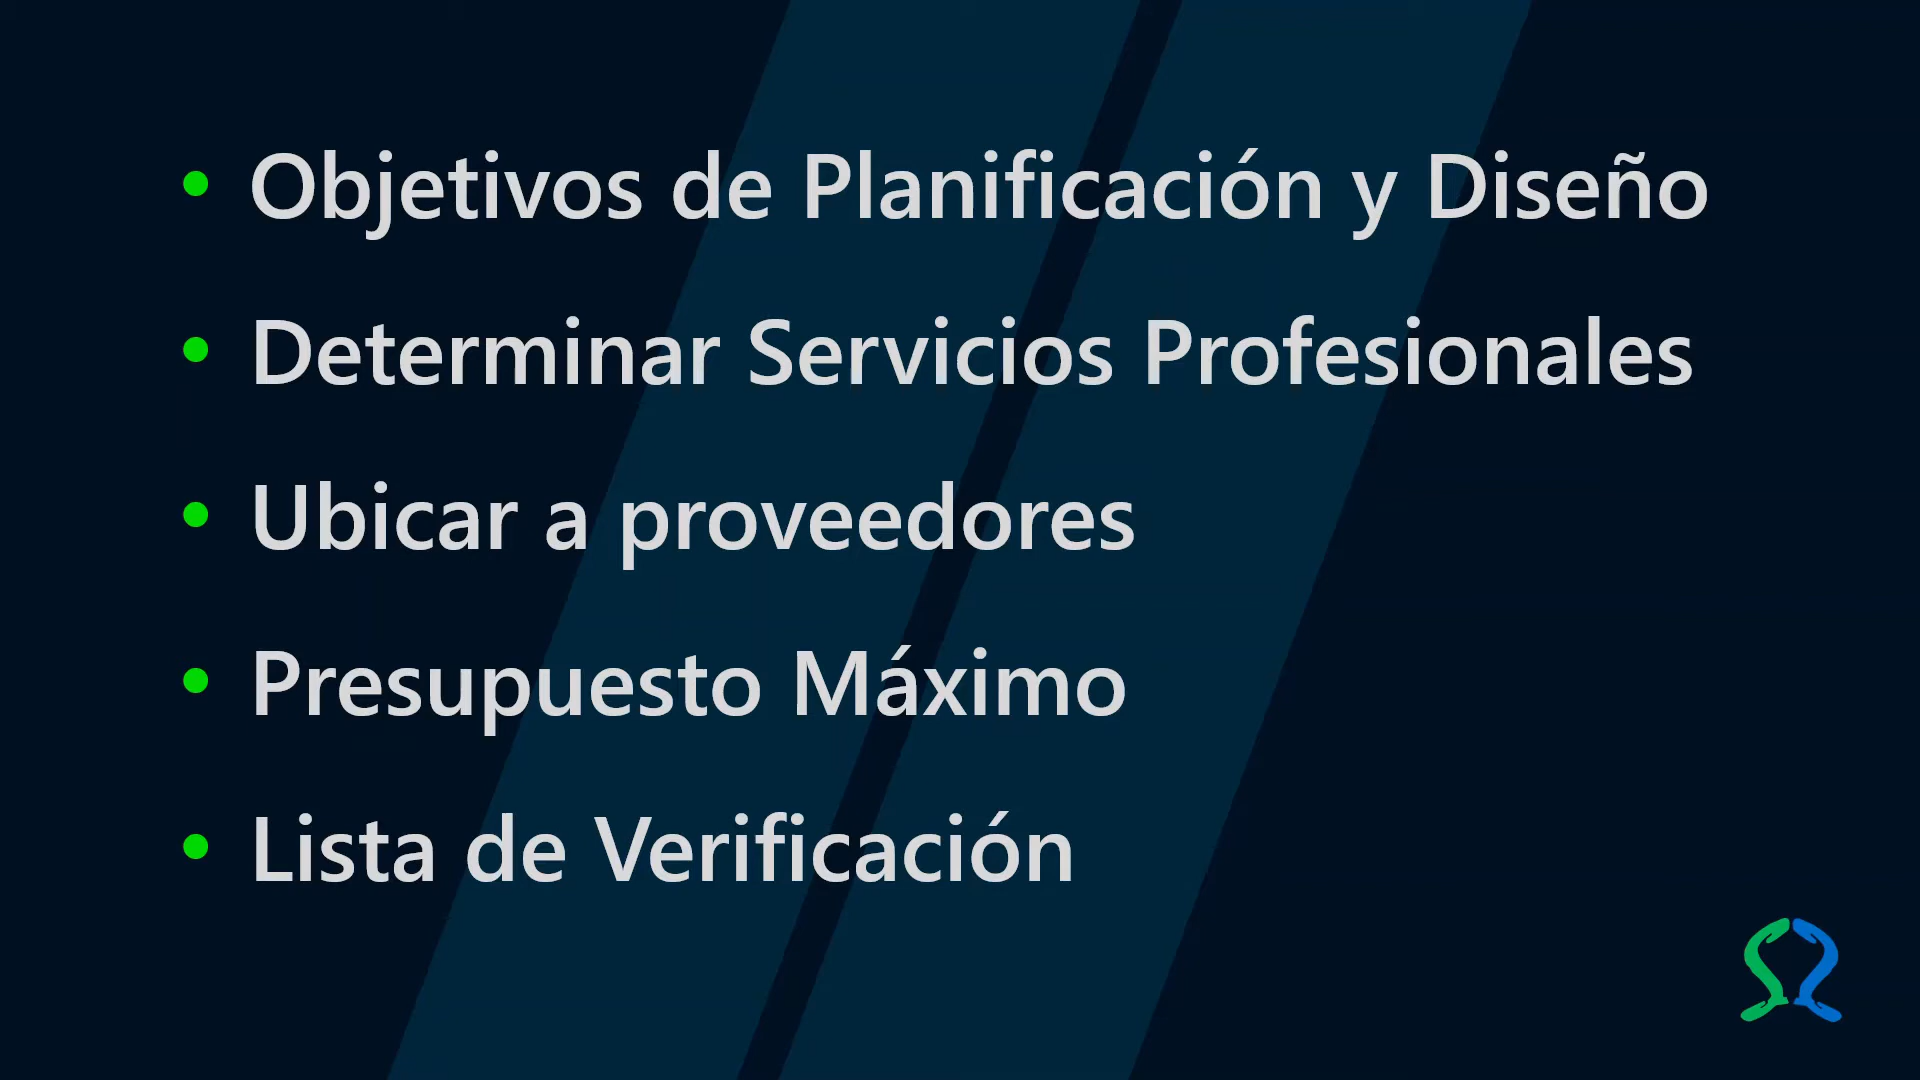 • Objetivos de Planificación y Diseño
• Determinar Servicios Profesionales
• Ubicar a proveedores
• Presupuesto Máximo
• Lista de Verificación